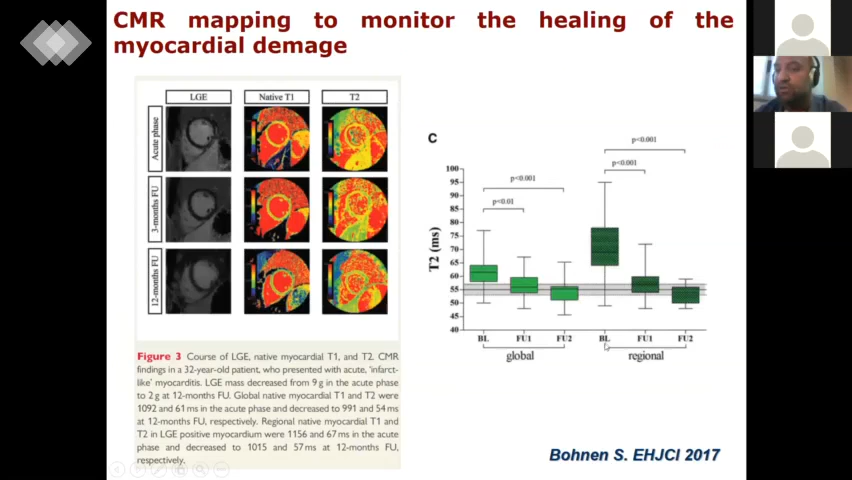 CMR mapping to monitor the healing of the
myocardial demage
LGE
Native T1
T2
Acute phase
3-months FU
12-months FU
Figure 3 Course of LGE, native myocardial T1, and T2. CMR
findings in a 32-year-old patient, who presented with acute, 'infarct-
like' myocarditis. LGE mass decreased from 9 g in the acute phase
to 2 g at 12-months FU. Global native myocardial T1 and T2 were
1092 and 61 ms in the acute phase and decreased to 991 and 54 ms
at 12-months FU, respectively. Regional native myocardial T1 and
T2 in LGE positive myocardium were 1156 and 67 ms in the acute
phase and decreased to 1015 and 57 ms at 12-months FU,
respectively.
C
p<0.001
p<0.001
p<0.001
p<0.01
T2 (ms)
100
95
90
85
80
75
70
65
60
55
50
45
40
BL FU1 FU2 BL FU1 FU2
global regional
Bohnen S. EHJCI 2017